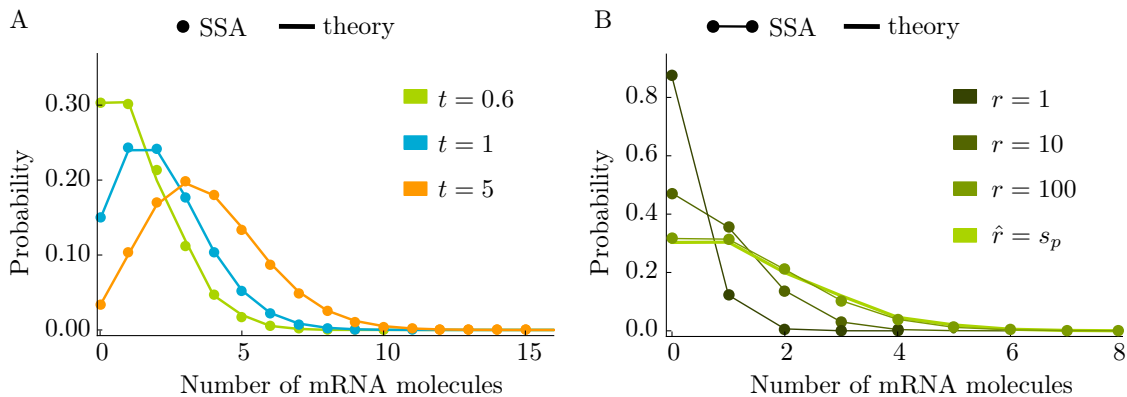 A
SSA theory
Probability
0.30
0.20
0.10
0.00
t = 0.6
t = 1
t = 5
0 5 10 15
Number of mRNA molecules
B
SSA theory
Probability
0.8
0.6
0.4
0.2
0.0
r = 1
r = 10
r = 100
r̂ = sₚ
0 2 4 6 8
Number of mRNA molecules